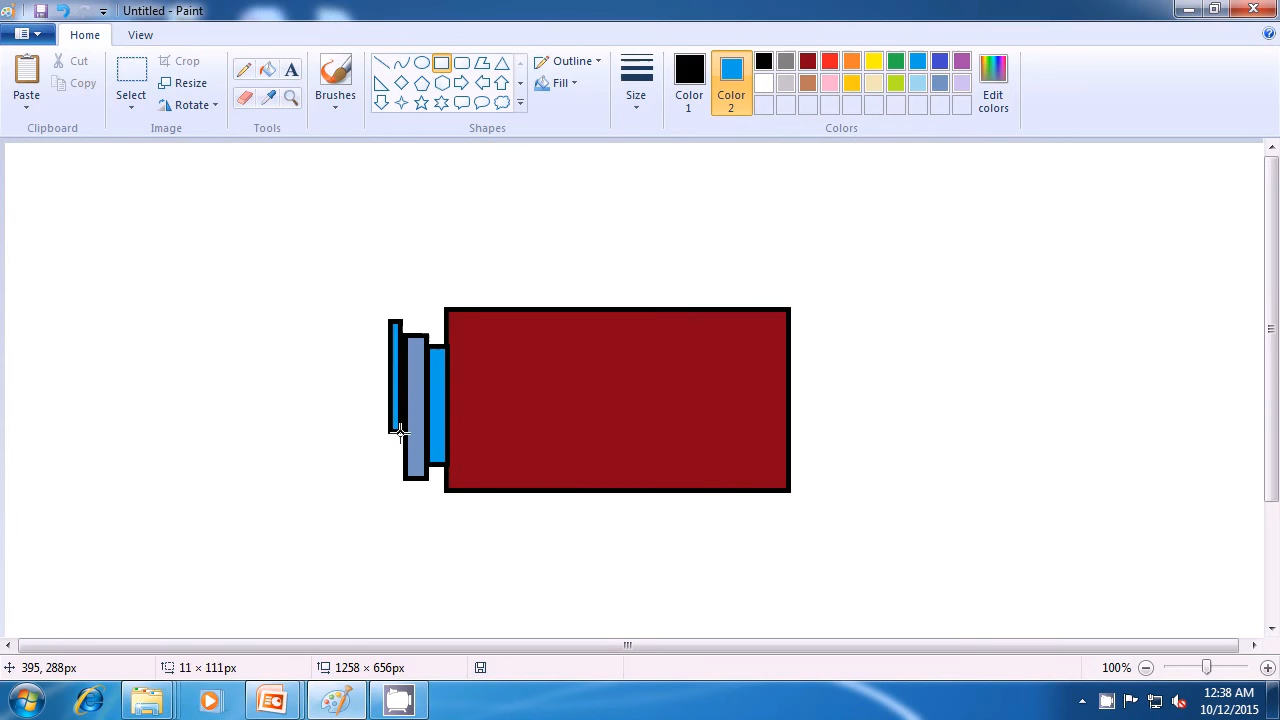 Untitled - Paint
Home View
Paste
Cut
Copy
Clipboard
Select
Crop
Resize
Rotate
Image
A
Tools
Brushes
Outline
Fill
Shapes
Size
Color 1
Color 2
Edit colors
Colors
395, 288px 11 × 111px 1258 × 656px 100%
12:38 AM
10/12/2015